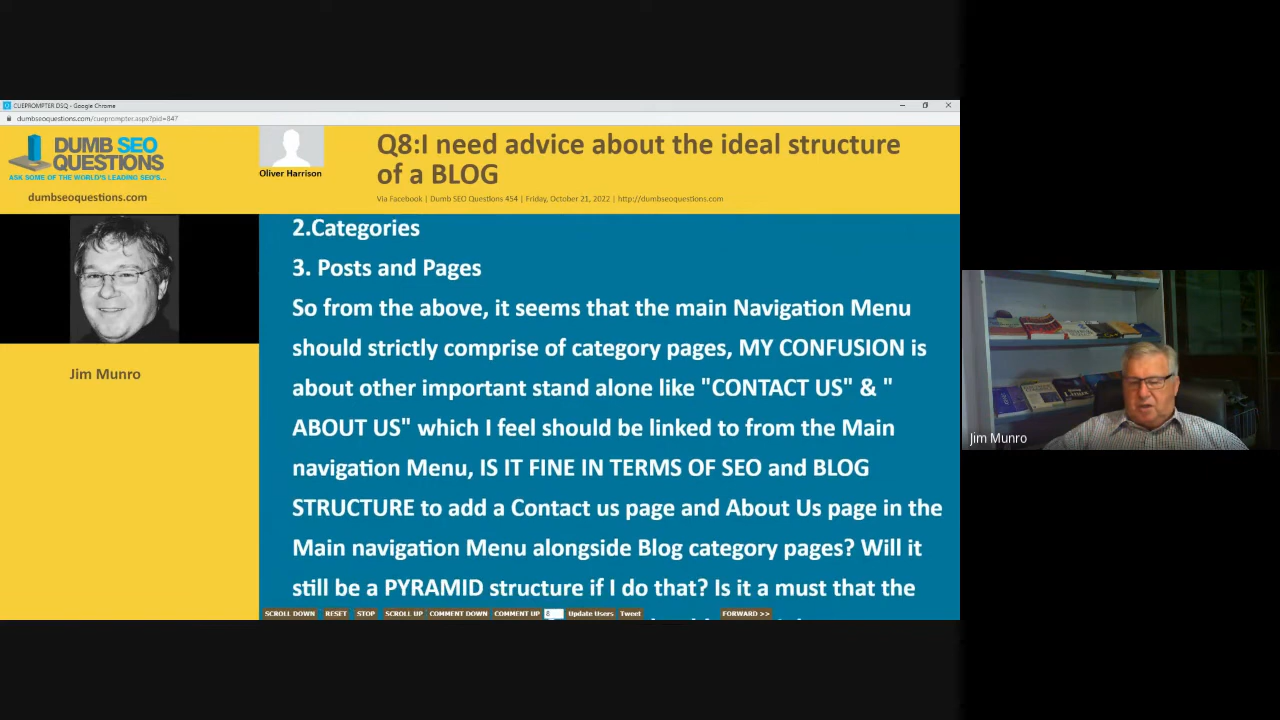 CUEPROMPTER DSQ - Google Chrome
dumbseoquestions.com/cueprompter.aspx?pid=847
DUMB SEO
QUESTIONS
ASK SOME OF THE WORLD'S LEADING SEO'S...
dumbseoquestions.com
Oliver Harrison
Q8:I need advice about the ideal structure
of a BLOG
Via Facebook | Dumb SEO Questions 454 | Friday, October 21, 2022 | http://dumbseoquestions.com
Jim Munro
2.Categories
3. Posts and Pages
So from the above, it seems that the main Navigation Menu
should strictly comprise of category pages, MY CONFUSION is
about other important stand alone like "CONTACT US" & "
ABOUT US" which I feel should be linked to from the Main
navigation Menu, IS IT FINE IN TERMS OF SEO and BLOG
STRUCTURE to add a Contact us page and About Us page in the
Main navigation Menu alongside Blog category pages? Will it
still be a PYRAMID structure if I do that? Is it a must that the
SCROLL DOWN RESET STOP SCROLL UP COMMENT DOWN COMMENT UP 8 Update Users Tweet FORWARD >>
Jim Munro